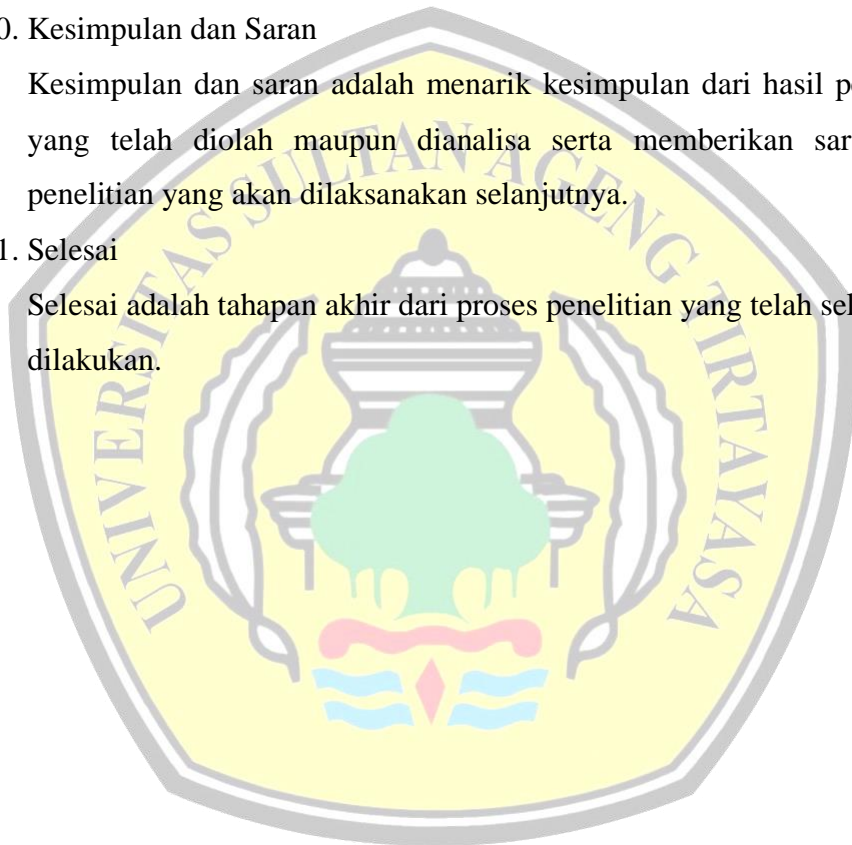 0. Kesimpulan dan Saran
Kesimpulan dan saran adalah menarik kesimpulan dari hasil
yang telah diolah maupun dianalisa serta memberikan
penelitian yang akan dilaksanakan selanjutnya.
1. Selesai
Selesai adalah tahapan akhir dari proses penelitian yang telah
dilakukan.
UNIVERSITAS SULTAN AGENG TIRTAYASA